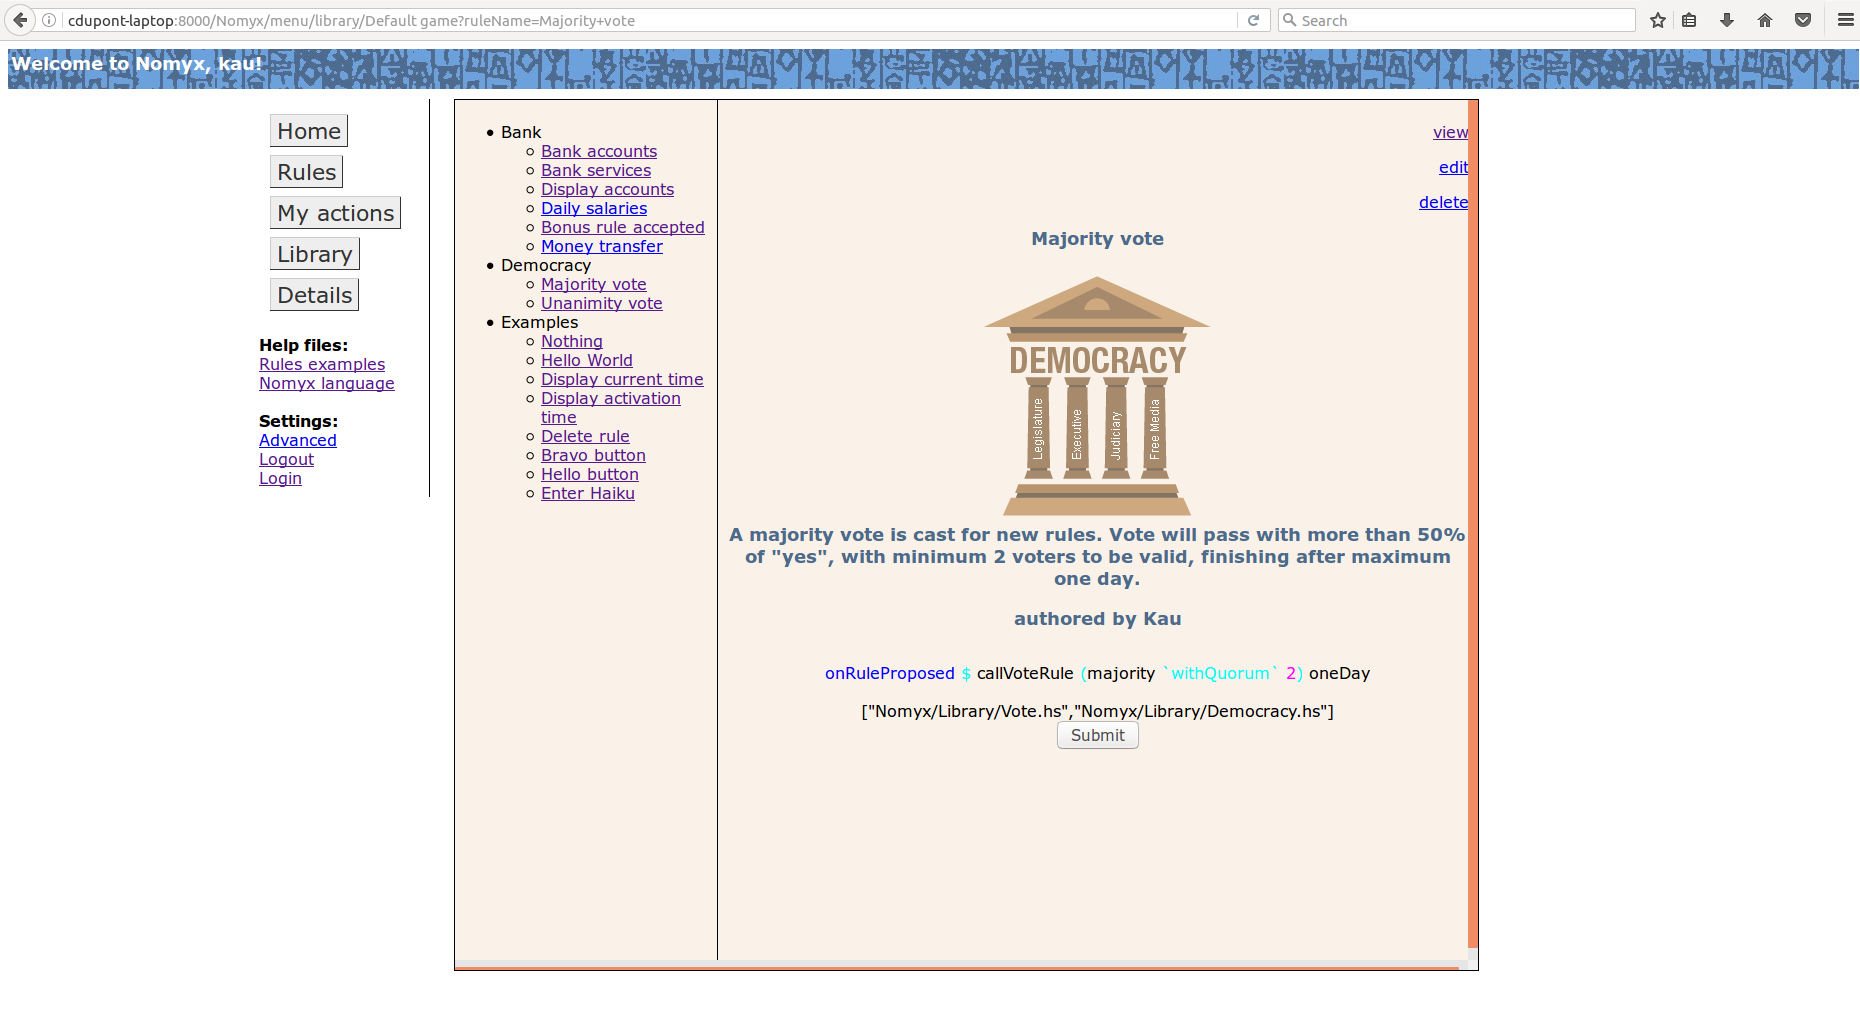 cdupont-laptop:8000/Nomyx/menu/library/Default game?ruleName=Majority+vote
Search
Welcome to Nomyx, kau!
Home
Rules
My actions
Library
Details
Help files:
Rules examples
Nomyx language
Settings:
Advanced
Logout
Login
Bank
Bank accounts
Bank services
Display accounts
Daily salaries
Bonus rule accepted
Money transfer
Democracy
Majority vote
Unanimity vote
Examples
Nothing
Hello World
Display current time
Display activation
time
Delete rule
Bravo button
Hello button
Enter Haiku
view
edit
delete
Majority vote
DEMOCRACY
Legislature
Executive
Judiciary
Free Media
A majority vote is cast for new rules. Vote will pass with more than 50%
of "yes", with minimum 2 voters to be valid, finishing after maximum
one day.
authored by Kau
onRuleProposed $ callVoteRule (majority `withQuorum` 2) oneDay
["Nomyx/Library/Vote.hs","Nomyx/Library/Democracy.hs"]
Submit